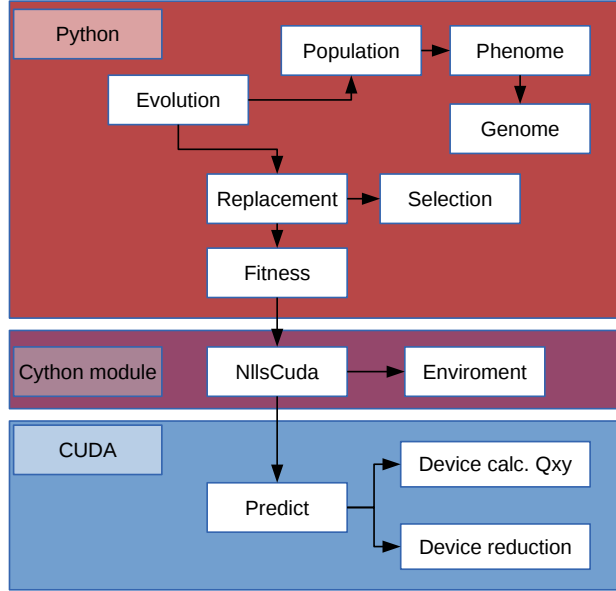 Python
Population
Phenome
Evolution
Genome
Replacement
Selection
Fitness
Cython module
NllsCuda
Enviroment
CUDA
Device calc. Qxy
Predict
Device reduction